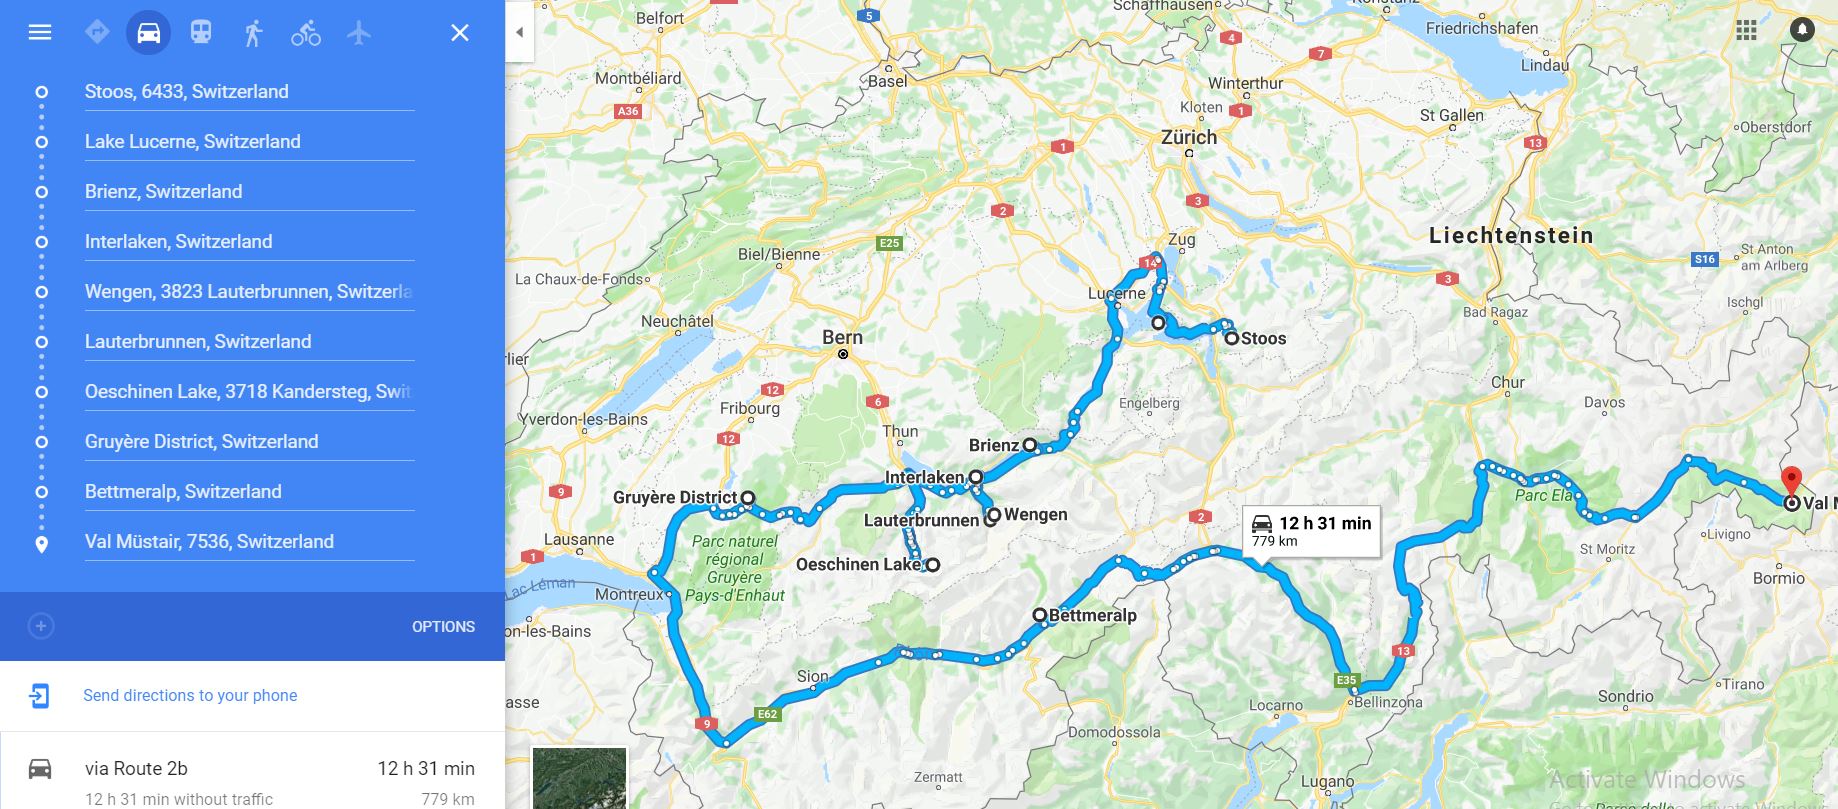 Stoos, 6433, Switzerland
Lake Lucerne, Switzerland
Brienz, Switzerland
Interlaken, Switzerland
Wengen, 3823 Lauterbrunnen, Switzerla
Lauterbrunnen, Switzerland
Oeschinen Lake, 3718 Kandersteg, Swit
Gruyère District, Switzerland
Bettmeralp, Switzerland
Val Müstair, 7536, Switzerland
OPTIONS
Send directions to your phone
via Route 2b
12 h 31 min
12 h 31 min without traffic
779 km
Belfort
5
Schaffhausen
Friedrichshafen
4
7
Basel
Lindau
Montbéliard
Winterthur
A36
Kloten
1
St Gallen
Oberstdorf
Zürich
13
1
3
2
Zug
Liechtenstein
E25
Biel/Bienne
St Anton
am Arlberg
S16
14
La Chaux-de-Fonds
3
Lucerne
Ischgl
Neuchâtel
Bad Ragaz
Bern
Stoos
rlier
12
Chur
6
Engelberg
Davos
Fribourg
Yverdon-les-Bains
Thun
12
Brienz
Interlaken
9
Gruyère District
Parc Ela
Val M
Lauterbrunnen
Wengen
2
12 h 31 min
779 km
Lausanne
Livigno
Parc naturel
régional
Gruyère
Pays-d'Enhaut
1
St Moritz
Oeschinen Lake
Bormio
Lac Léman
Montreux
Bettmeralp
on-les-Bains
13
Sion
E35
Tirano
Sondrio
asse
E62
Locarno
Bellinzona
9
Domodossola
Zermatt
Lugano
Activate Windows